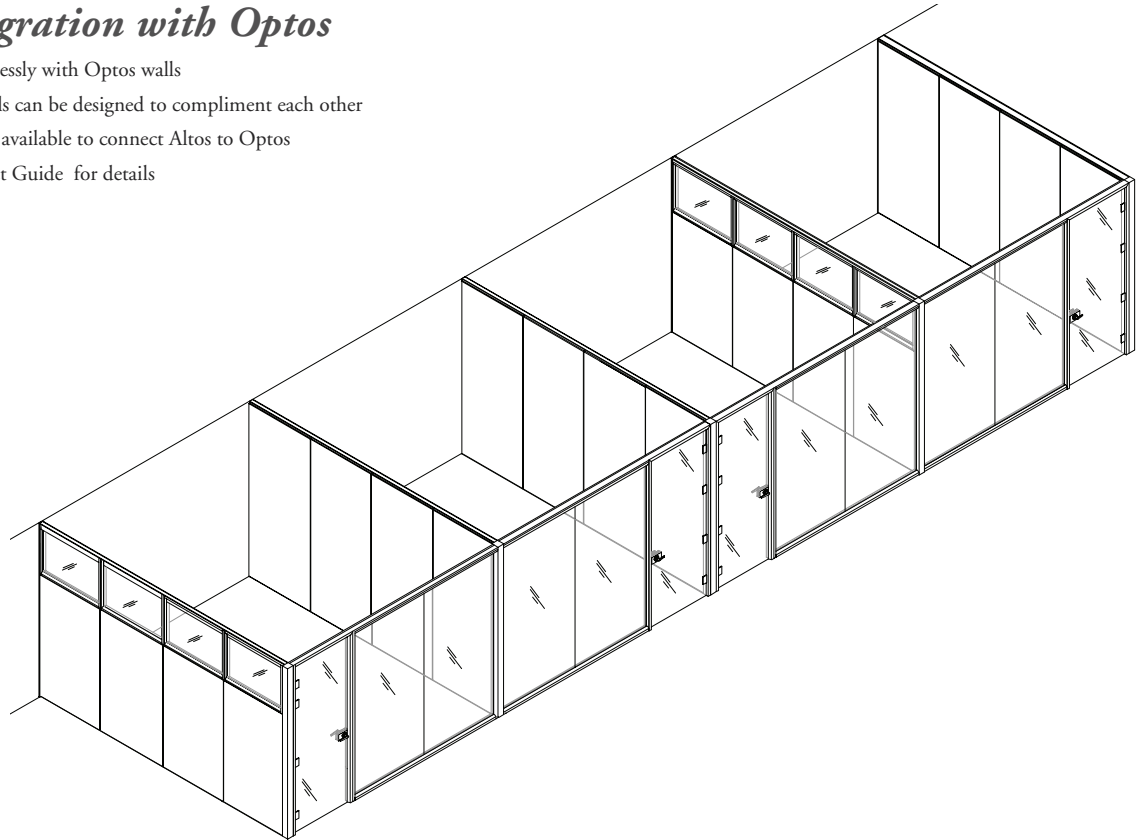 gration with Optos
essly with Optos walls
ls can be designed to compliment each other
available to connect Altos to Optos
t Guide for details